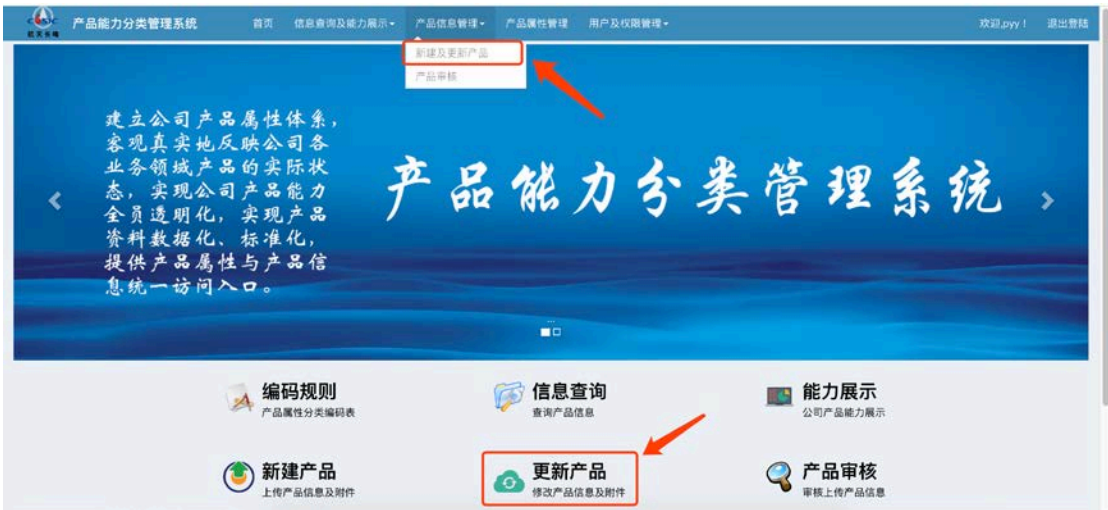 航天长峰
产品能力分类管理系统 首页 信息查询及能力展示 产品信息管理 产品属性管理 用户及权限管理 欢迎,pyy！ 退出登陆
新建及更新产品
产品审核
建立公司产品属性体系，
客观真实地反映公司各
业务领域产品的实际状
态，实现公司产品能力
全员透明化，实现产品
资料数据化、标准化，
提供产品属性与产品信
息统一访问入口。
产品能力分类管理系统
...
编码规则
产品属性分类编码表
信息查询
查询产品信息
能力展示
公司产品能力展示
新建产品
上传产品信息及附件
更新产品
修改产品信息及附件
产品审核
审核上传产品信息